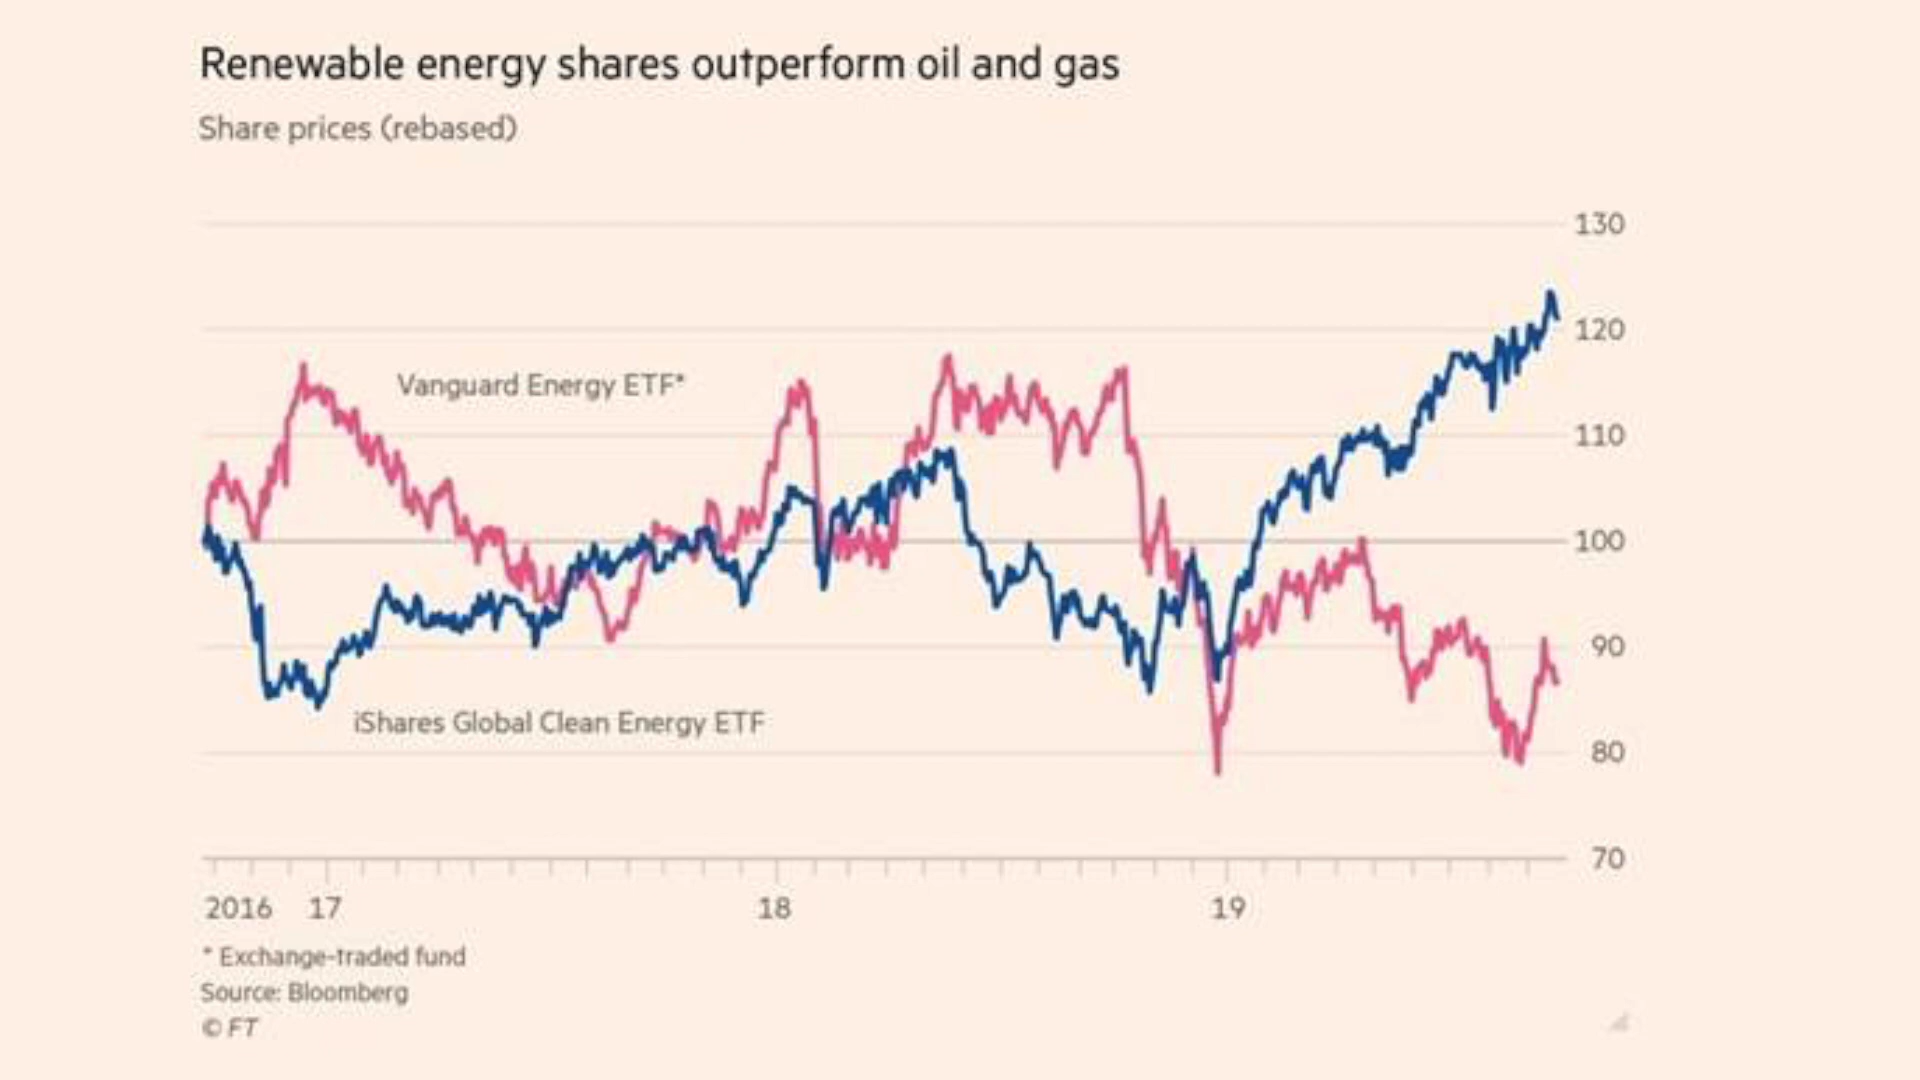 Renewable energy shares outperform oil and gas
Share prices (rebased)
130
120
Vanguard Energy ETF*
110
100
90
iShares Global Clean Energy ETF
80
70
2016 17 18 19
* Exchange-traded fund
Source: Bloomberg
© FT